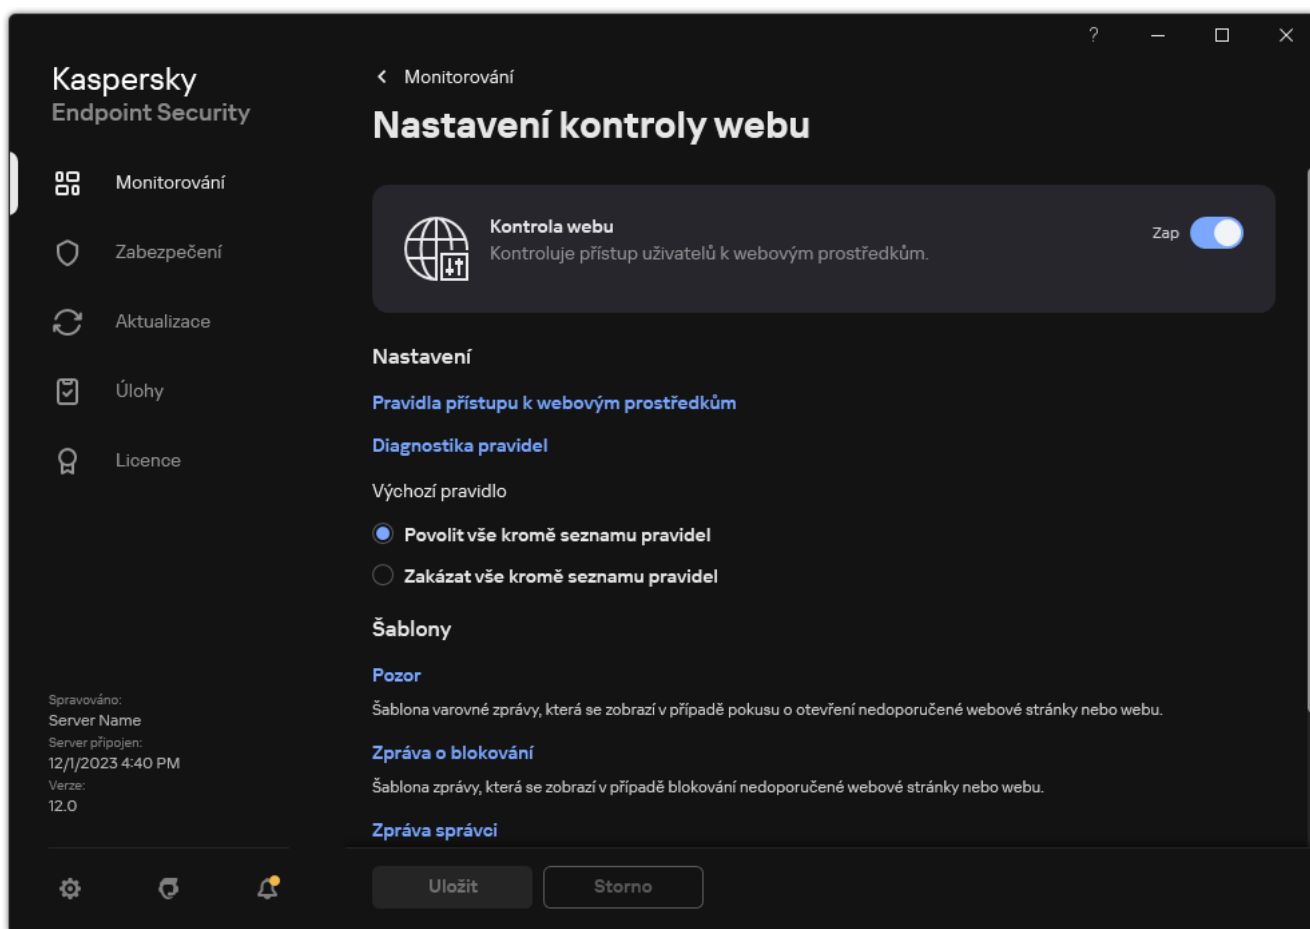 Kaspersky
Endpoint Security
Monitorování
Zabezpečení
Aktualizace
Úlohy
Licence
Spravováno:
Server Name
Server připojen:
12/1/2023 4:40 PM
Verze:
12.0
?
Monitorování
Nastavení kontroly webu
Kontrola webu
Kontroluje přístup uživatelů k webovým prostředkům.
Zap
Nastavení
Pravidla přístupu k webovým prostředkům
Diagnostika pravidel
Výchozí pravidlo
Povolit vše kromě seznamu pravidel
Zakázat vše kromě seznamu pravidel
Šablony
Pozor
Šablona varovné zprávy, která se zobrazí v případě pokusu o otevření nedoporučené webové stránky nebo webu.
Zpráva o blokování
Šablona zprávy, která se zobrazí v případě blokování nedoporučené webové stránky nebo webu.
Zpráva správci
Uložit
Storno